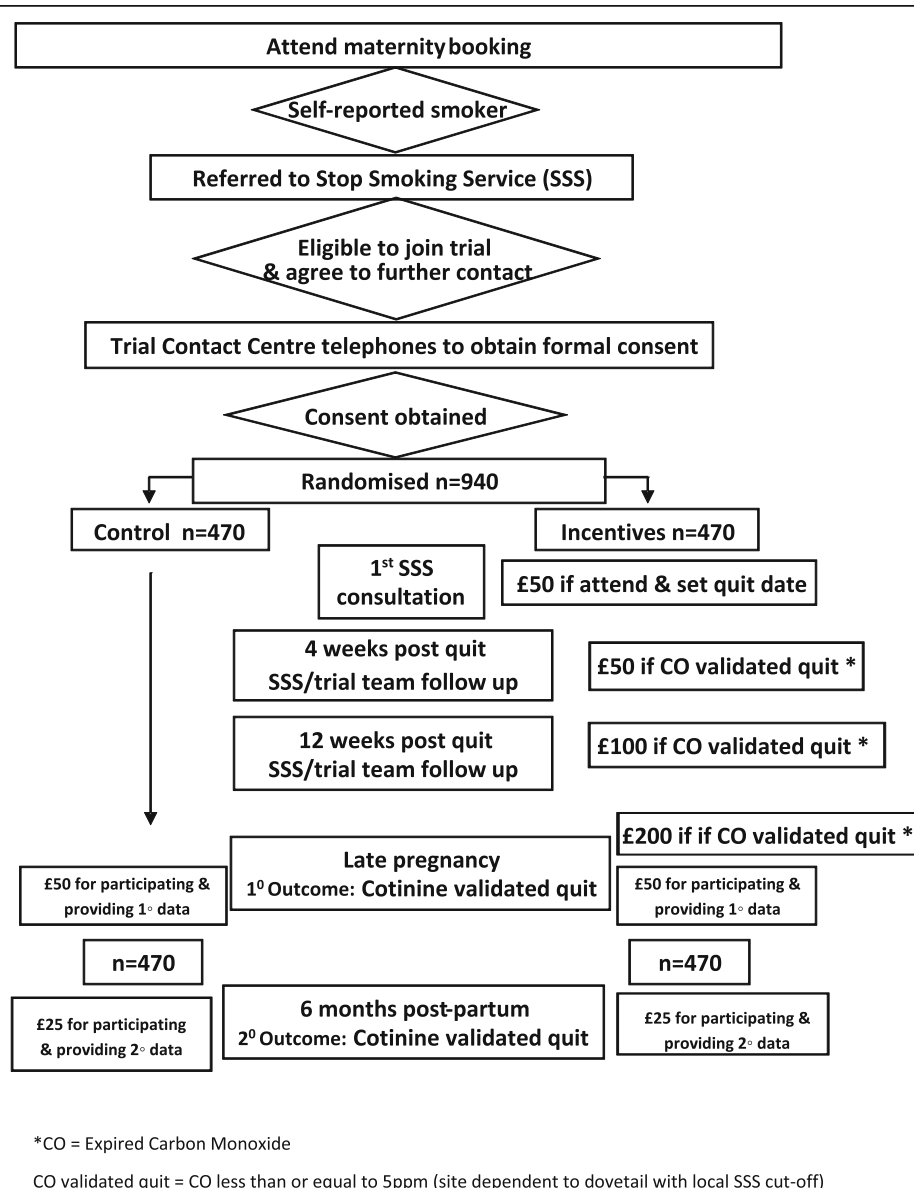 Attend maternity booking
Self-reported smoker
Referred to Stop Smoking Service (SSS)
Eligible to join trial
& agree to further contact
Trial Contact Centre telephones to obtain formal consent
Consent obtained
Randomised n=940
Control n=470
Incentives n=470
1st SSS
consultation
£50 if attend & set quit date
4 weeks post quit
SSS/trial team follow up
£50 if CO validated quit *
12 weeks post quit
SSS/trial team follow up
£100 if CO validated quit *
£200 if if CO validated quit *
Late pregnancy
1⁰ Outcome: Cotinine validated quit
£50 for participating &
providing 1◦ data
£50 for participating &
providing 1◦ data
n=470
n=470
6 months post-partum
2⁰ Outcome: Cotinine validated quit
£25 for participating
& providing 2◦ data
£25 for participating &
providing 2◦ data
*CO = Expired Carbon Monoxide
CO validated quit = CO less than or equal to 5ppm (site dependent to dovetail with local SSS cut-off)